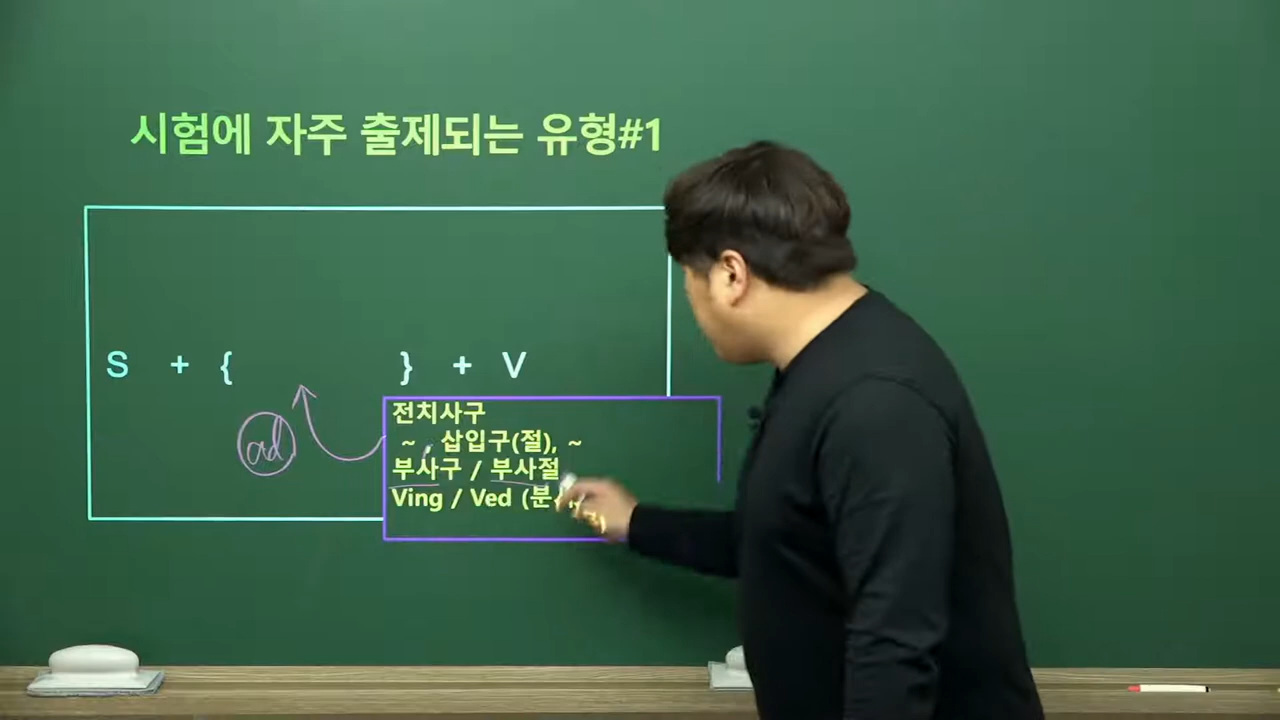 시험에 자주 출제되는 유형#1
S + { } + V
ad
전치사구
~ , 삽입구(절), ~
부사구 / 부사절
Ving / Ved (분